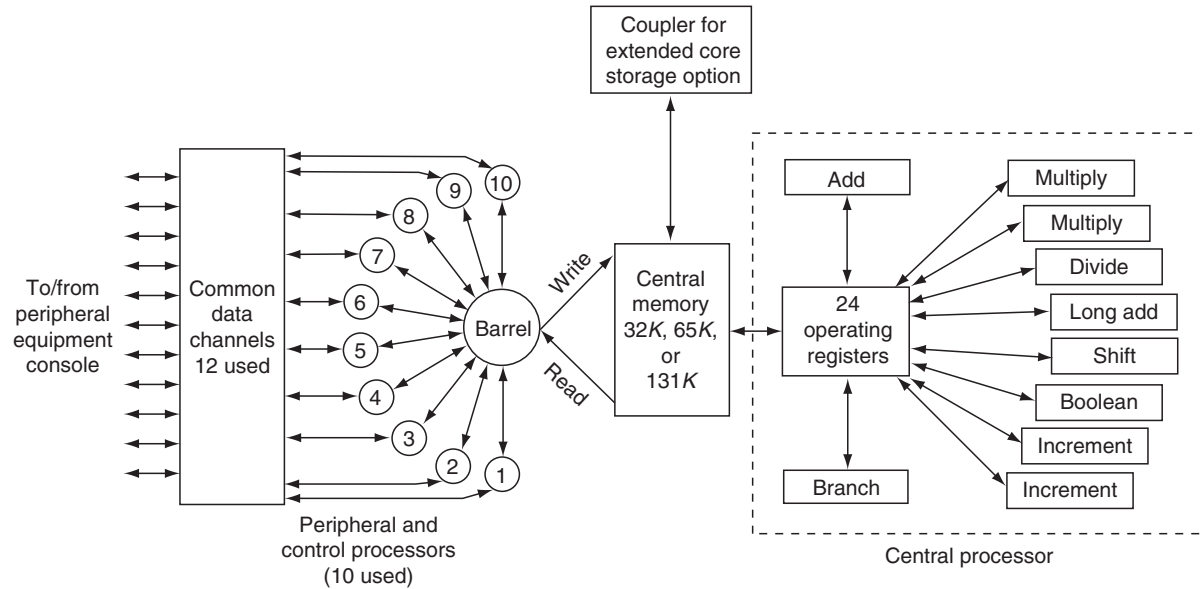 Coupler for
extended core
storage option
To/from
peripheral
equipment
console
Common
data
channels
12 used
10
9
8
7
6
5
4
3
2
1
Barrel
Write
Read
Central
memory
32K, 65K,
or
131K
Add
24
operating
registers
Branch
Multiply
Multiply
Divide
Long add
Shift
Boolean
Increment
Increment
Peripheral and
control processors
(10 used)
Central processor